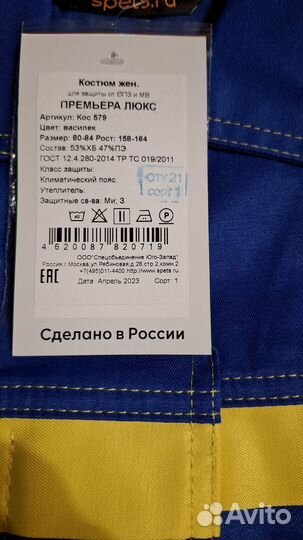 spets.ru
Костюм жен.
для защиты от ОПЗ и МВ
ПРЕМЬЕРА ЛЮКС
Артикул: Кос 579
Цвет: василек
Размер: 80-84 Рост: 158-164
Состав: 53%ХБ 47%ПЭ
ГОСТ 12.4.280-2014 ТР ТС 019/2011
Класс защиты:
Климатический пояс:
Утеплитель:
ОТК 21
сорт 1
Защитные св-ва: Ми; З
40
P
4620087820719
ООО"Спецобъединение Юго-Запад"
Россия,г.Москва,ул.Рябиновая д.26,стр.2,комн.2
+7(495)011-4400 http://www.spets.ru
ЕАС
Дата: Апрель 2023 Сорт: 1
Сделано в России
Avito